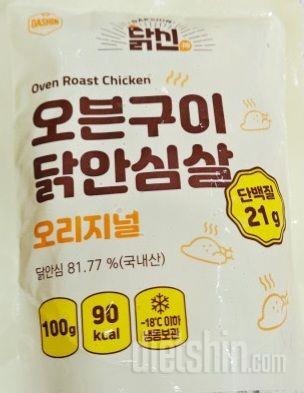 DASHIN
DAKSHIN
닭신
Oven Roast Chicken
오븐구이
닭안심살
오리지널
단백질
21g
닭안심 81.77 %(국내산)
100g
90
kcal
-18℃ 이하
냉동보관
dietshin.com